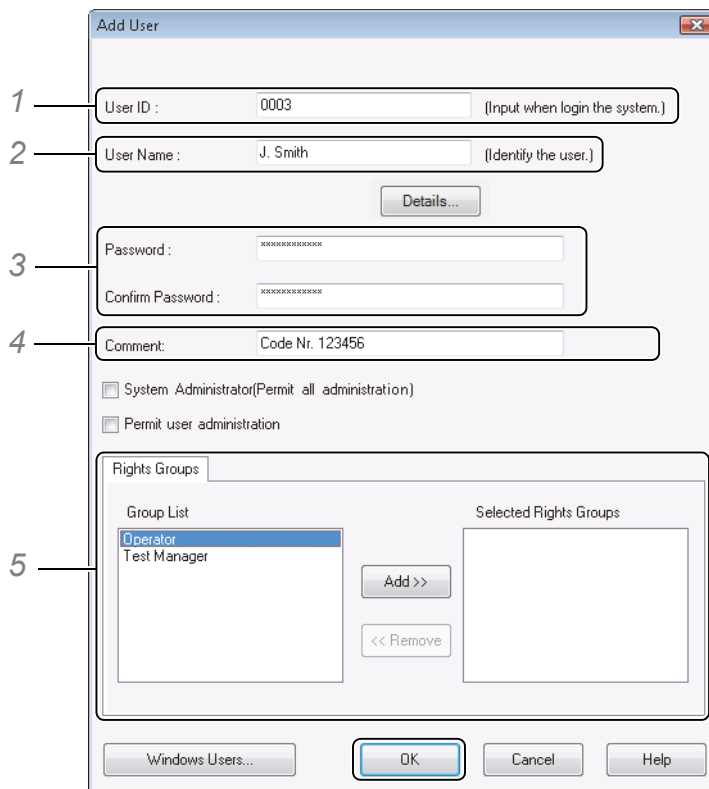 Add User
1 User ID : 0003 (Input when login the system.)
2 User Name : J. Smith (Identify the user.)
Details...
3 Password : ************
Confirm Password : ************
4 Comment: Code Nr. 123456
System Administrator(Permit all administration)
Permit user administration
Rights Groups
Group List Selected Rights Groups
Operator
Test Manager
5
Add >>
<< Remove
Windows Users... OK Cancel Help